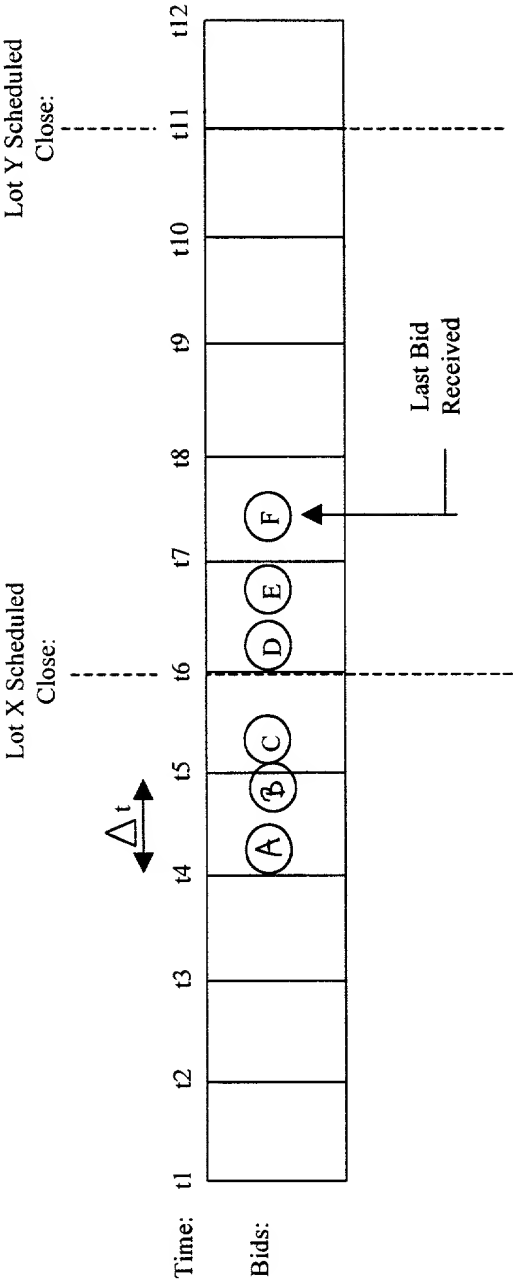 Lot X Scheduled
Close:
Lot Y Scheduled
Close:
Δt
Time: t1 t2 t3 t4 t5 t6 t7 t8 t9 t10 t11 t12
Bids: A B C D E F
Last Bid
Received